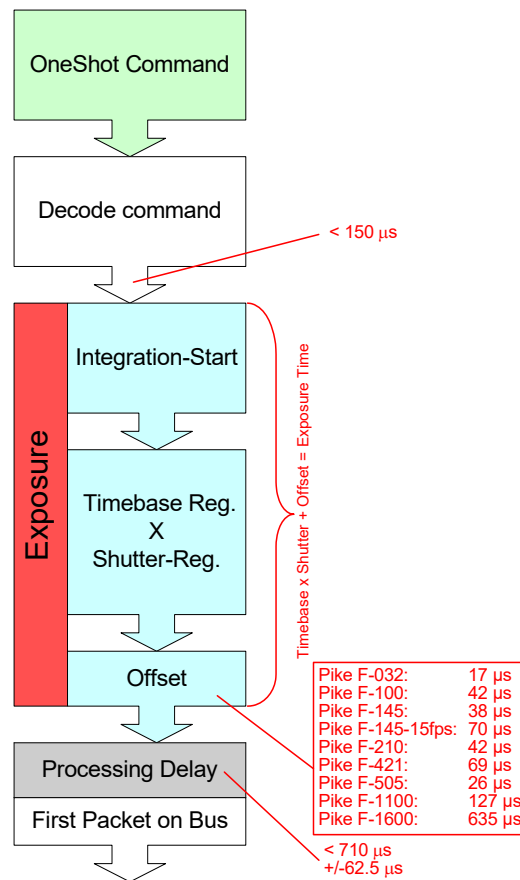 OneShot Command
Decode command
< 150 µs
Exposure
Integration-Start
Timebase Reg.
X
Shutter-Reg.
Offset
Timebase x Shutter + Offset = Exposure Time
Pike F-032: 17 µs
Pike F-100: 42 µs
Pike F-145: 38 µs
Pike F-145-15fps: 70 µs
Pike F-210: 42 µs
Pike F-421: 69 µs
Pike F-505: 26 µs
Pike F-1100: 127 µs
Pike F-1600: 635 µs
Processing Delay
First Packet on Bus
< 710 µs
+/-62.5 µs